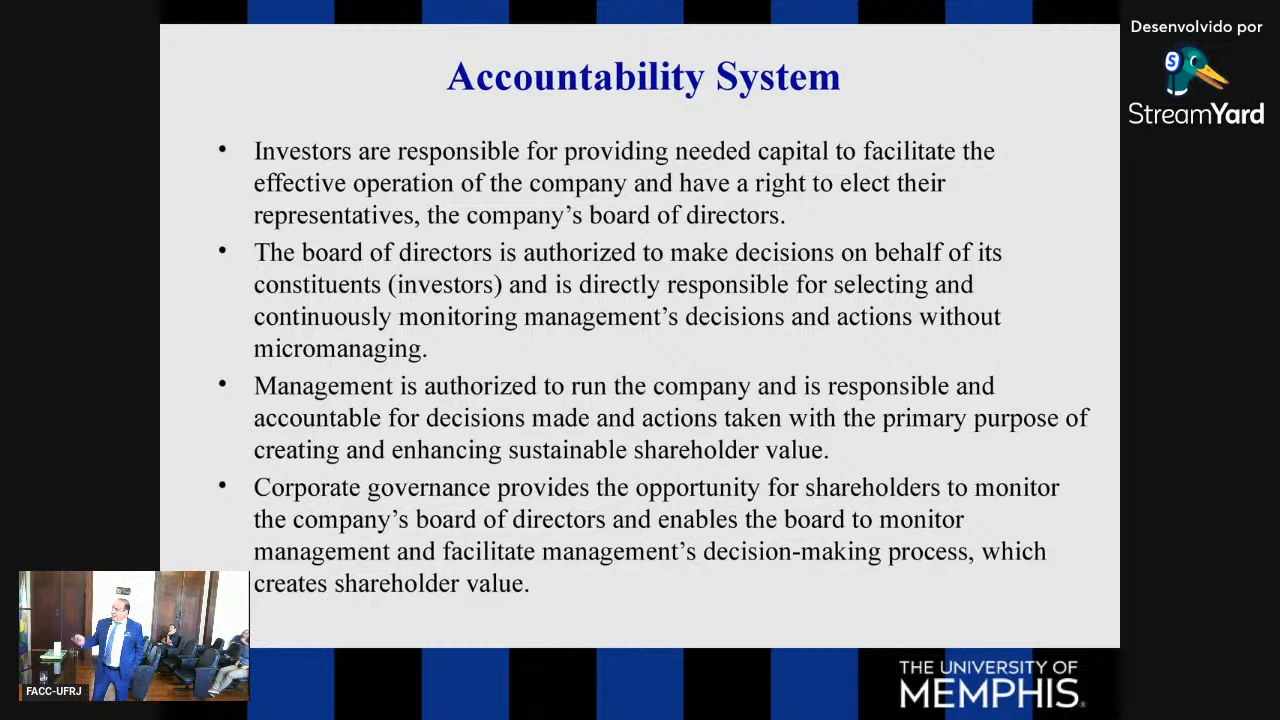 Accountability System
• Investors are responsible for providing needed capital to facilitate the
effective operation of the company and have a right to elect their
representatives, the company’s board of directors.
• The board of directors is authorized to make decisions on behalf of its
constituents (investors) and is directly responsible for selecting and
continuously monitoring management’s decisions and actions without
micromanaging.
• Management is authorized to run the company and is responsible and
accountable for decisions made and actions taken with the primary purpose of
creating and enhancing sustainable shareholder value.
• Corporate governance provides the opportunity for shareholders to monitor
the company’s board of directors and enables the board to monitor
management and facilitate management’s decision-making process, which
creates shareholder value.
Desenvolvido por
S
StreamYard
FACC-UFRJ
THE UNIVERSITY OF
MEMPHIS®